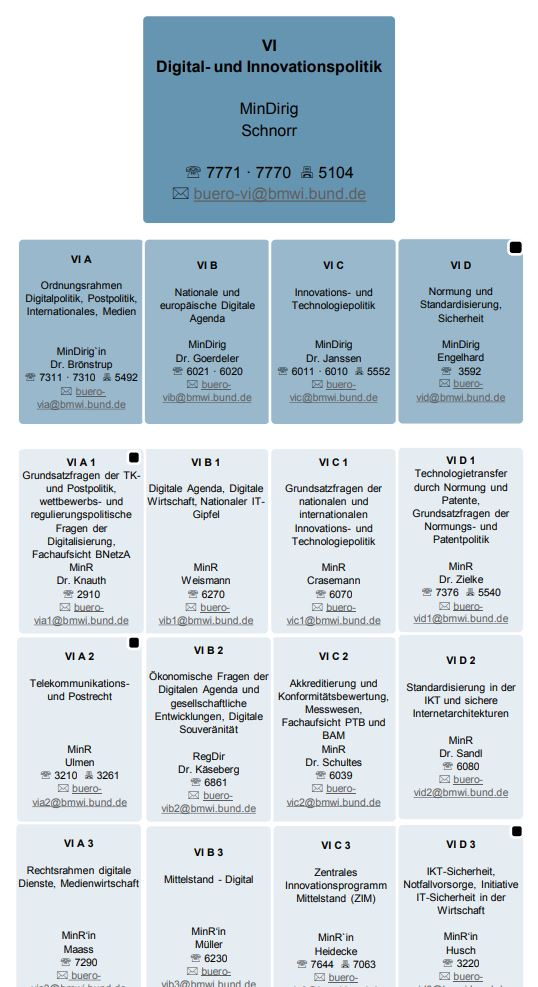 VI
Digital- und Innovationspolitik
MinDirig
Schnorr
☏ 7771 · 7770 5104
✉ buero-vi@bmwi.bund.de
VI A
Ordnungsrahmen
Digitalpolitik, Postpolitik,
Internationales, Medien
MinDirig`in
Dr. Brönstrup
☏ 7311 · 7310 5492
✉ buero-
via@bmwi.bund.de
VI B
Nationale und
europäische Digitale
Agenda
MinDirig
Dr. Goerdeler
☏ 6021 · 6020
✉ buero-
vib@bmwi.bund.de
VI C
Innovations- und
Technologiepolitik
MinDirig
Dr. Janssen
☏ 6011 · 6010 5552
✉ buero-
vic@bmwi.bund.de
VI D
Normung und
Standardisierung,
Sicherheit
MinDirig
Engelhard
☏ 3592
✉ buero-
vid@bmwi.bund.de
VI A 1
Grundsatzfragen der TK-
und Postpolitik,
wettbewerbs- und
regulierungspolitische
Fragen der
Digitalisierung,
Fachaufsicht BNetzA
MinR
Dr. Knauth
☏ 2910
✉ buero-
via1@bmwi.bund.de
VI B 1
Digitale Agenda, Digitale
Wirtschaft, Nationaler IT-
Gipfel
MinR
Weismann
☏ 6270
✉ buero-
vib1@bmwi.bund.de
VI C 1
Grundsatzfragen der
nationalen und
internationalen
Innovations- und
Technologiepolitik
MinR
Crasemann
☏ 6070
✉ buero-
vic1@bmwi.bund.de
VI D 1
Technologietransfer
durch Normung und
Patente,
Grundsatzfragen der
Normungs- und
Patentpolitik
MinR
Dr. Zielke
☏ 7376 5540
✉ buero-
vid1@bmwi.bund.de
VI A 2
Telekommunikations-
und Postrecht
MinR
Ulmen
☏ 3210 3261
✉ buero-
via2@bmwi.bund.de
VI B 2
Ökonomische Fragen der
Digitalen Agenda und
gesellschaftliche
Entwicklungen, Digitale
Souveränität
RegDir
Dr. Käseberg
☏ 6861
✉ buero-
vib2@bmwi.bund.de
VI C 2
Akkreditierung und
Konformitätsbewertung,
Messwesen,
Fachaufsicht PTB und
BAM
MinR
Dr. Schultes
☏ 6039
✉ buero-
vic2@bmwi.bund.de
VI D 2
Standardisierung in der
IKT und sichere
Internetarchitekturen
MinR
Dr. Sandl
☏ 6080
✉ buero-
vid2@bmwi.bund.de
VI A 3
Rechtsrahmen digitale
Dienste, Medienwirtschaft
MinR'in
Maass
☏ 7290
✉ buero-
VI B 3
Mittelstand - Digital
MinR'in
Müller
☏ 6230
✉ buero-
vib3@bmwi.bund.de
VI C 3
Zentrales
Innovationsprogramm
Mittelstand (ZIM)
MinR`in
Heidecke
☏ 7644 7063
✉ buero-
VI D 3
IKT-Sicherheit,
Notfallvorsorge, Initiative
IT-Sicherheit in der
Wirtschaft
MinR'in
Husch
☏ 3220
✉ buero-